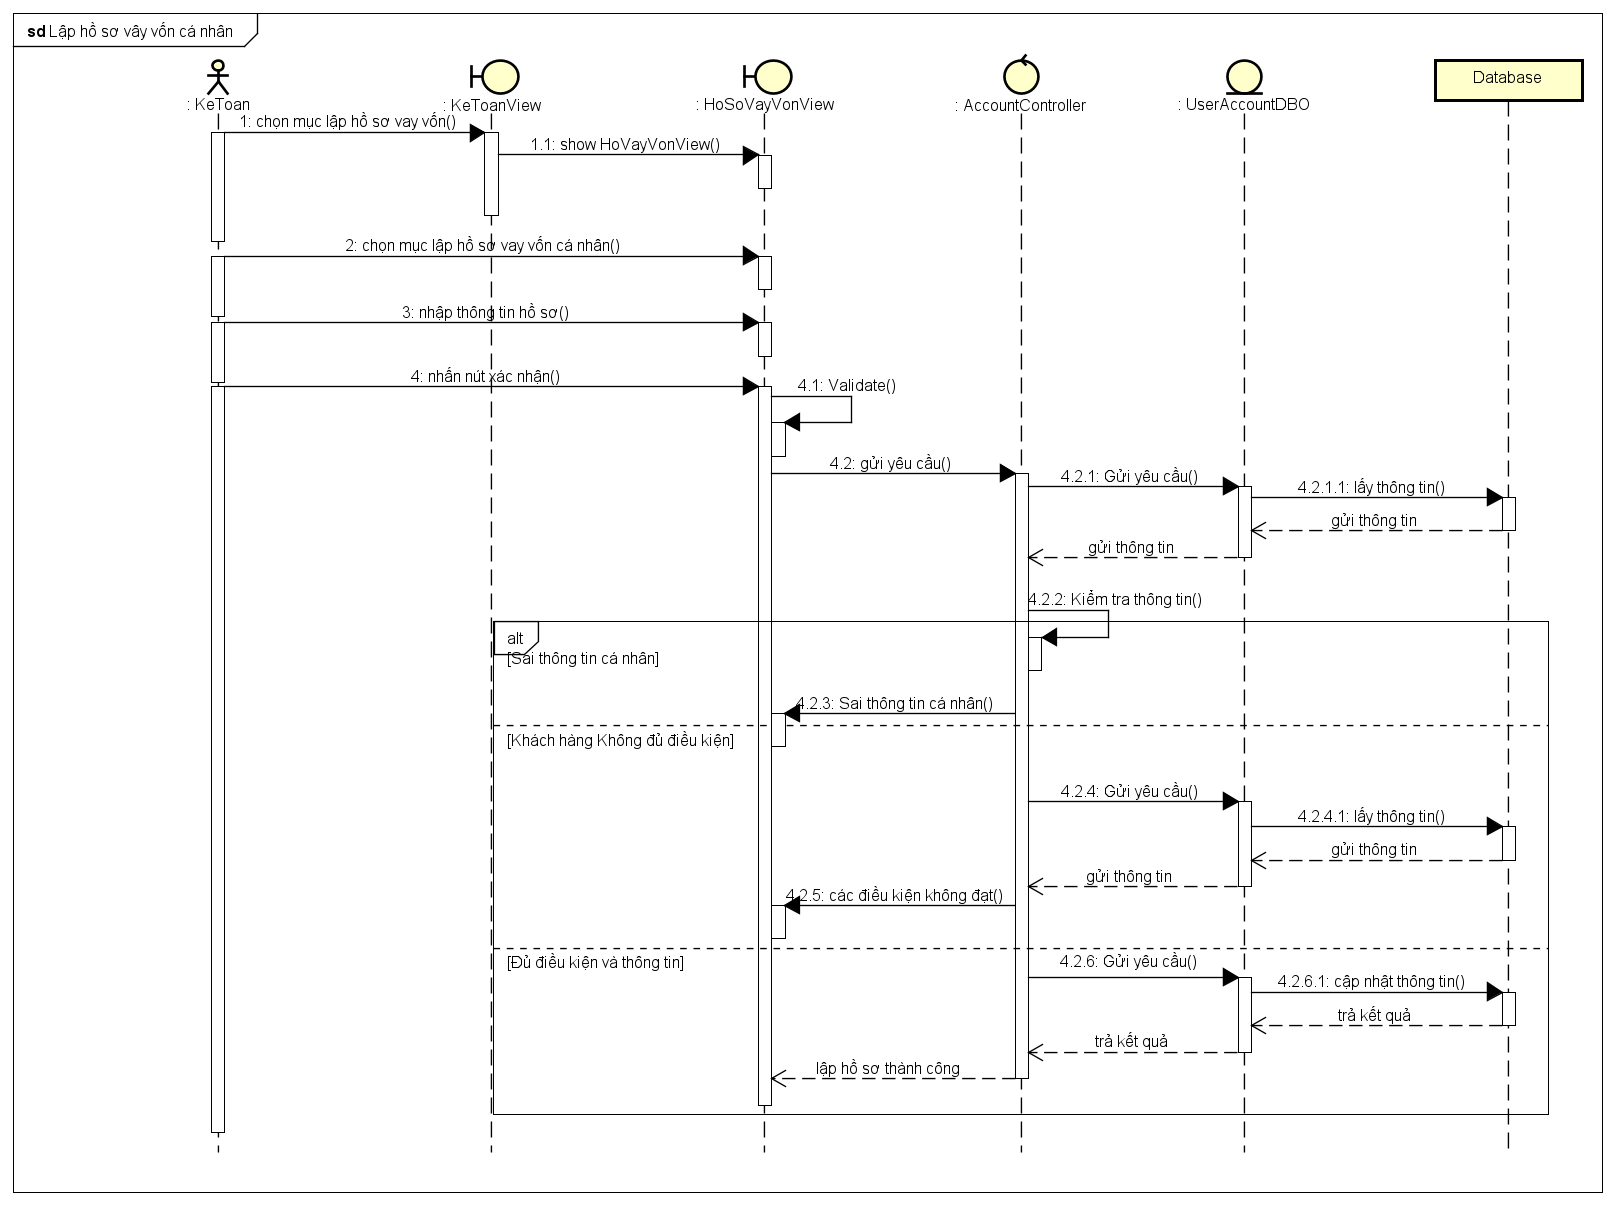 sd Lập hồ sơ vây vốn cá nhân
: KeToan
: KeToanView
: HoSoVayVonView
: AccountController
: UserAccountDBO
Database
1: chọn mục lập hồ sơ vay vốn()
1.1: show HoVayVonView()
2: chọn mục lập hồ sơ vay vốn cá nhân()
3: nhập thông tin hồ sơ()
4: nhấn nút xác nhận()
4.1: Validate()
4.2: gửi yêu cầu()
4.2.1: Gửi yêu cầu()
4.2.1.1: lấy thông tin()
gửi thông tin
gửi thông tin
4.2.2: Kiểm tra thông tin()
alt
[Sai thông tin cá nhân]
4.2.3: Sai thông tin cá nhân()
[Khách hàng Không đủ điều kiện]
4.2.4: Gửi yêu cầu()
4.2.4.1: lấy thông tin()
gửi thông tin
gửi thông tin
4.2.5: các điều kiện không đạt()
[Đủ điều kiện và thông tin]
4.2.6: Gửi yêu cầu()
4.2.6.1: cập nhật thông tin()
trả kết quả
trả kết quả
lập hồ sơ thành công